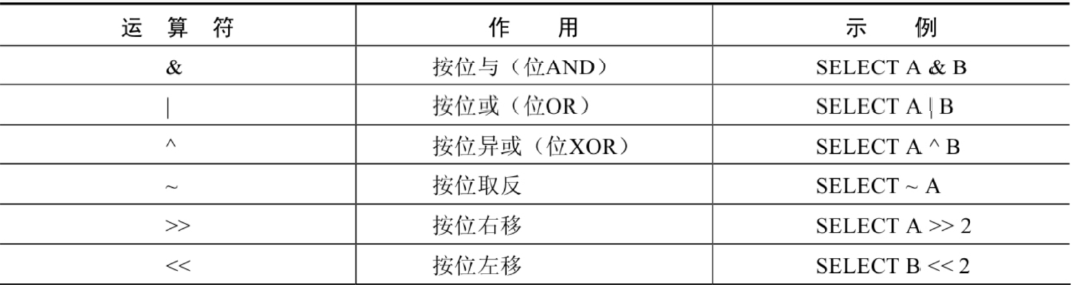 运 算 符 作 用 示 例
& 按位与（位AND） SELECT A & B
| 按位或（位OR） SELECT A | B
^ 按位异或（位XOR） SELECT A ^ B
~ 按位取反 SELECT ~ A
>> 按位右移 SELECT A >> 2
<< 按位左移 SELECT B << 2